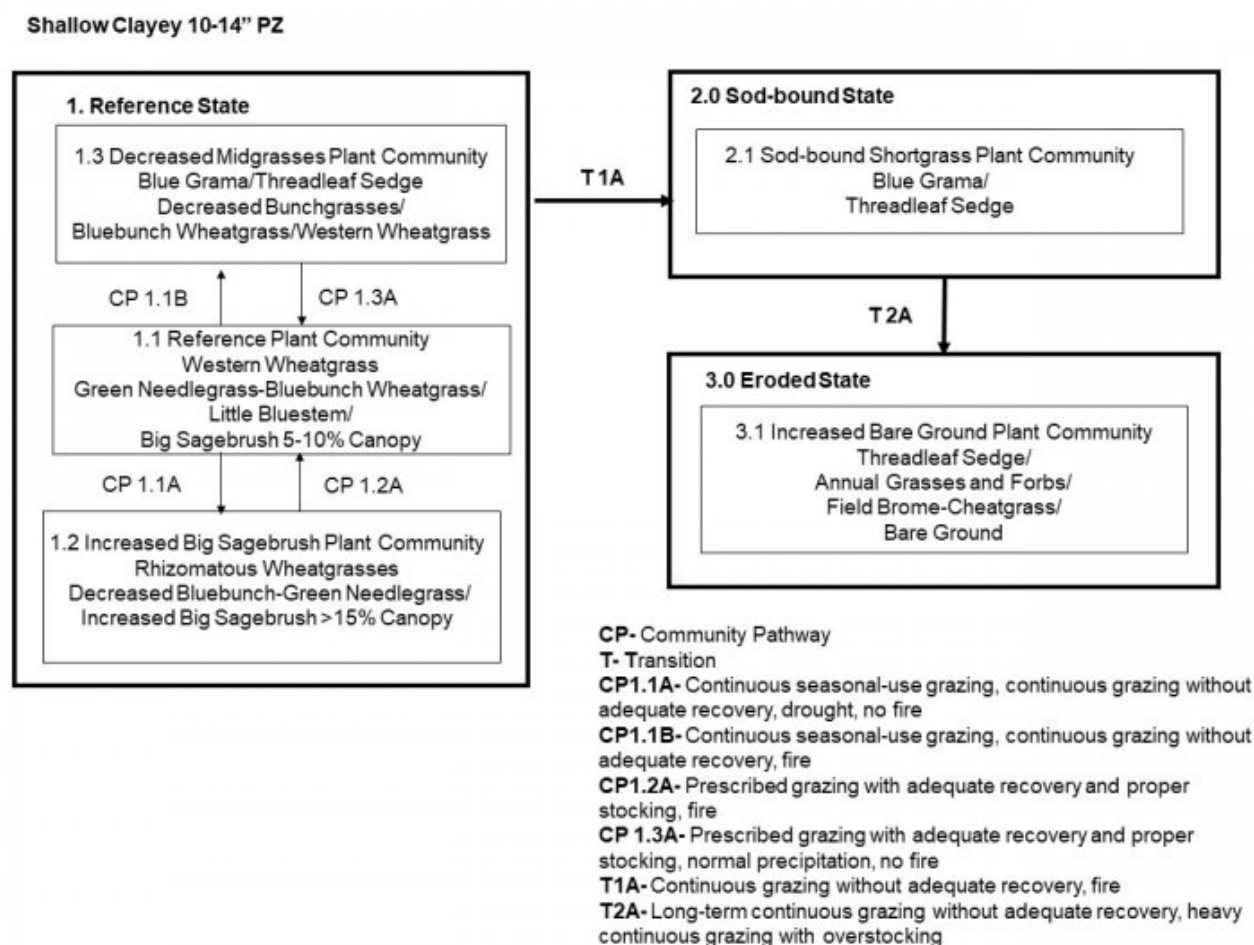 Shallow Clayey 10-14” PZ
1. Reference State
1.3 Decreased Midgrasses Plant Community
Blue Grama/Threadleaf Sedge
Decreased Bunchgrasses/
Bluebunch Wheatgrass/Western Wheatgrass
CP 1.1B
CP 1.3A
1.1 Reference Plant Community
Western Wheatgrass
Green Needlegrass-Bluebunch Wheatgrass/
Little Bluestem/
Big Sagebrush 5-10% Canopy
CP 1.1A
CP 1.2A
1.2 Increased Big Sagebrush Plant Community
Rhizomatous Wheatgrasses
Decreased Bluebunch-Green Needlegrass/
Increased Big Sagebrush >15% Canopy
T 1A
2.0 Sod-bound State
2.1 Sod-bound Shortgrass Plant Community
Blue Grama/
Threadleaf Sedge
T 2A
3.0 Eroded State
3.1 Increased Bare Ground Plant Community
Threadleaf Sedge/
Annual Grasses and Forbs/
Field Brome-Cheatgrass/
Bare Ground
CP- Community Pathway
T- Transition
CP1.1A- Continuous seasonal-use grazing, continuous grazing without
adequate recovery, drought, no fire
CP1.1B- Continuous seasonal-use grazing, continuous grazing without
adequate recovery, fire
CP1.2A- Prescribed grazing with adequate recovery and proper
stocking, fire
CP 1.3A- Prescribed grazing with adequate recovery and proper
stocking, normal precipitation, no fire
T1A- Continuous grazing without adequate recovery, fire
T2A- Long-term continuous grazing without adequate recovery, heavy
continuous grazing with overstocking